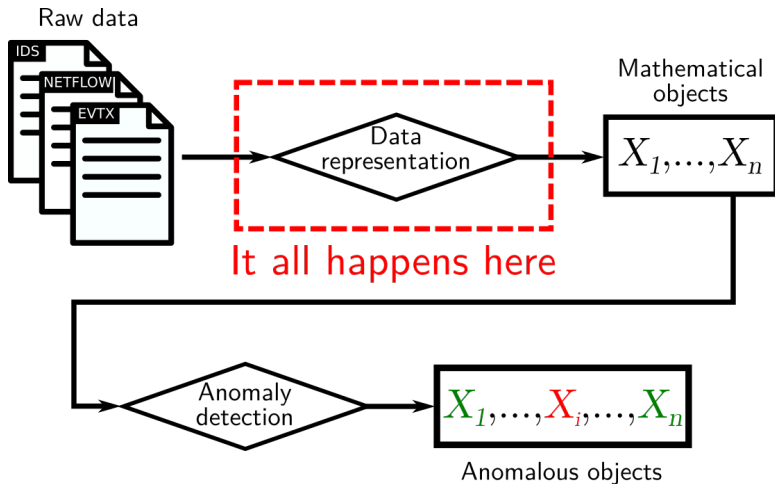 Raw data
IDS
NETFLOW
EVTX
Data
representation
It all happens here
Mathematical
objects
X₁,...,Xₙ
Anomaly
detection
X₁,...,Xᵢ,...,Xₙ
Anomalous objects